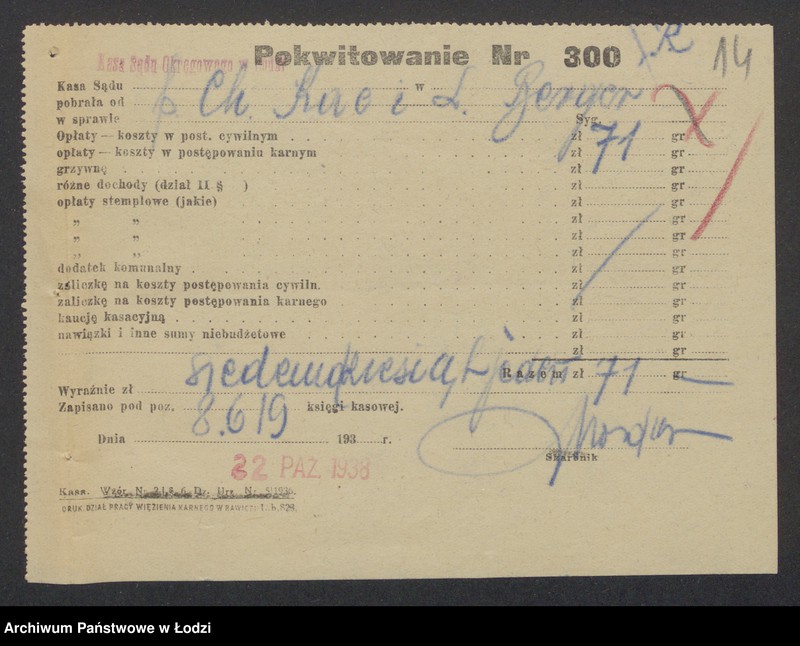 Pokwitowanie Nr 300
14
Kasa Sądu Okręgowego w Łodzi
Kasa Sądu w
pobrała od Ch. Kac i L. Berger
w sprawie Syg.
Opłaty — koszty w post. cywilnym . zł 71 gr
opłaty — koszty w postępowaniu karnym zł gr
grzywnę zł gr
różne dochody (dział II § ) zł gr
opłaty stemplowe (jakie) zł gr
„ „ zł gr
„ „ zł gr
„ „ zł gr
dodatek komunalny zł gr
zaliczkę na koszty postępowania cywiln. zł gr
zaliczkę na koszty postępowania karnego zł gr
kaucję kasacyjną zł gr
nawiązki i inne sumy niebudżetowe zł gr
zł gr
Razem zł 71 — gr
Wyraźnie zł siedemdziesiąt jeden
Zapisano pod poz. 8.619 księgi kasowej.
Dnia 193 r.
Skarbnik
22 PAŹ. 1938
Kasa. Wzór. Nr
DRUK. DZIAŁ PRACY WIĘZIENIA KARNEGO W RAWICZU L. b. 828.
Archiwum Państwowe w Łodzi